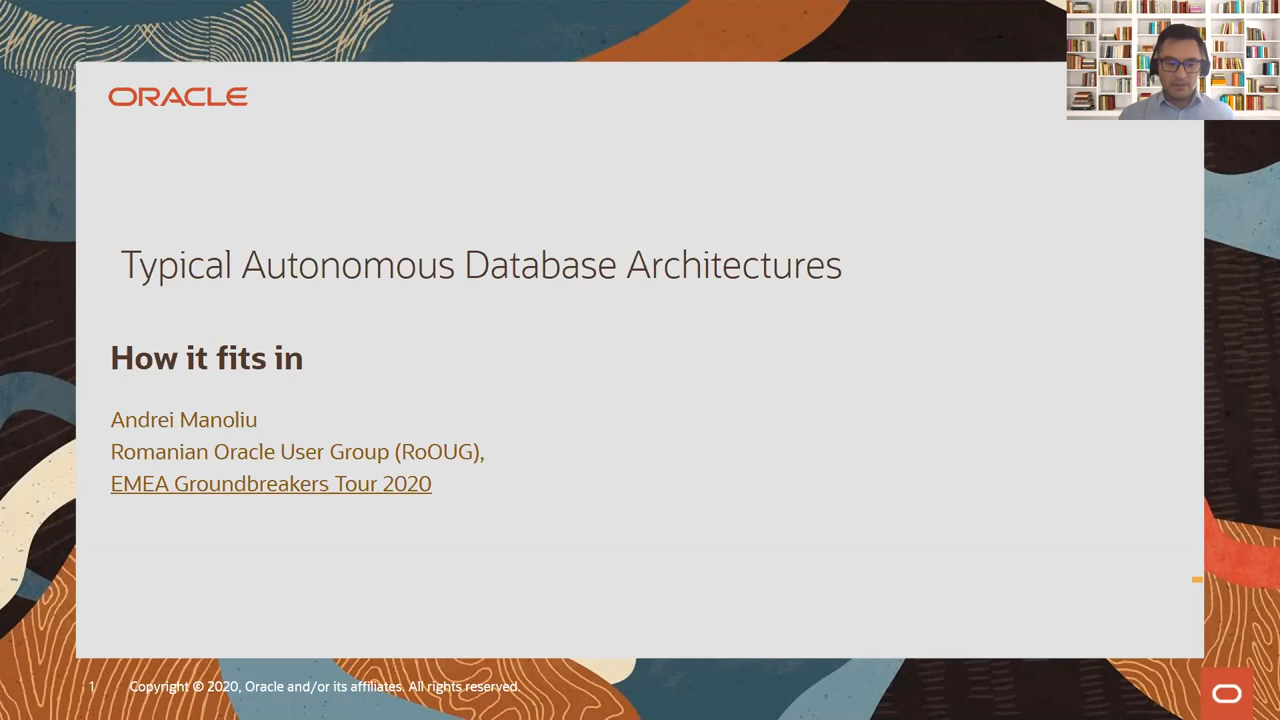 ORACLE
Typical Autonomous Database Architectures
How it fits in
Andrei Manoliu
Romanian Oracle User Group (RoOUG),
EMEA Groundbreakers Tour 2020
1 Copyright © 2020, Oracle and/or its affiliates. All rights reserved.